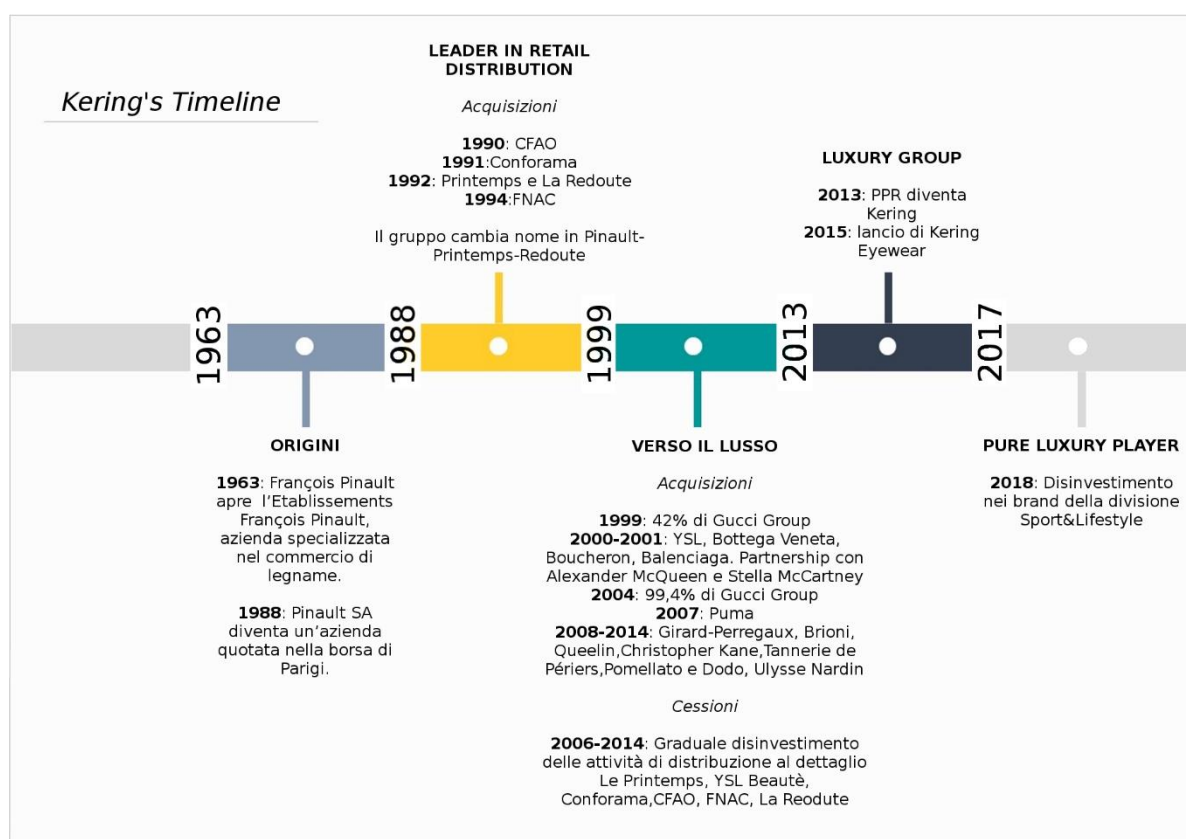 Kering's Timeline
LEADER IN RETAIL
DISTRIBUTION
Acquisizioni
1990: CFAO
1991:Conforama
1992: Printemps e La Redoute
1994:FNAC
Il gruppo cambia nome in Pinault-
Printemps-Redoute
LUXURY GROUP
2013: PPR diventa
Kering
2015: lancio di Kering
Eyewear
1963
1988
1999
2013
2017
ORIGINI
1963: François Pinault
apre l’Etablissements
François Pinault,
azienda specializzata
nel commercio di
legname.
1988: Pinault SA
diventa un’azienda
quotata nella borsa di
Parigi.
VERSO IL LUSSO
Acquisizioni
1999: 42% di Gucci Group
2000-2001: YSL, Bottega Veneta,
Boucheron, Balenciaga. Partnership con
Alexander McQueen e Stella McCartney
2004: 99,4% di Gucci Group
2007: Puma
2008-2014: Girard-Perregaux, Brioni,
Queelin,Christopher Kane,Tannerie de
Périers,Pomellato e Dodo, Ulysse Nardin
Cessioni
2006-2014: Graduale disinvestimento
delle attività di distribuzione al dettaglio
Le Printemps, YSL Beautè,
Conforama,CFAO, FNAC, La Reodute
PURE LUXURY PLAYER
2018: Disinvestimento
nei brand della divisione
Sport&Lifestyle